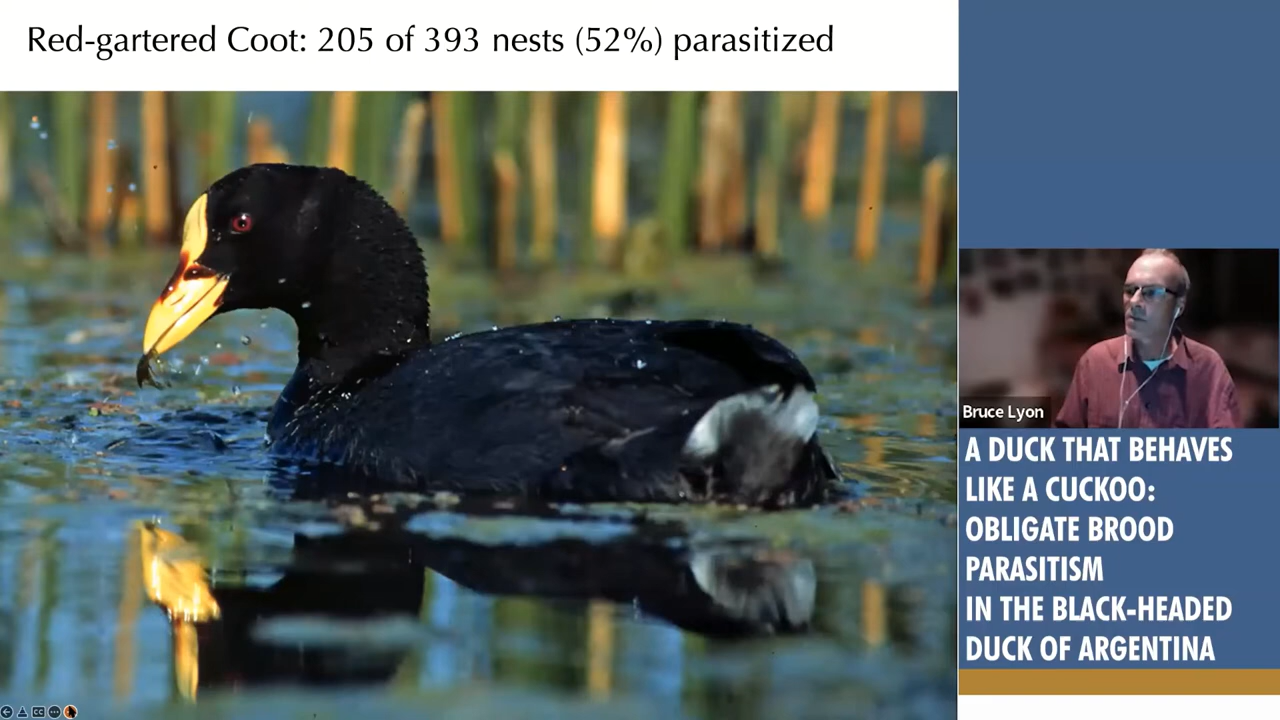 Red-gartered Coot: 205 of 393 nests (52%) parasitized
Bruce Lyon
A DUCK THAT BEHAVES
LIKE A CUCKOO:
OBLIGATE BROOD
PARASITISM
IN THE BLACK-HEADED
DUCK OF ARGENTINA